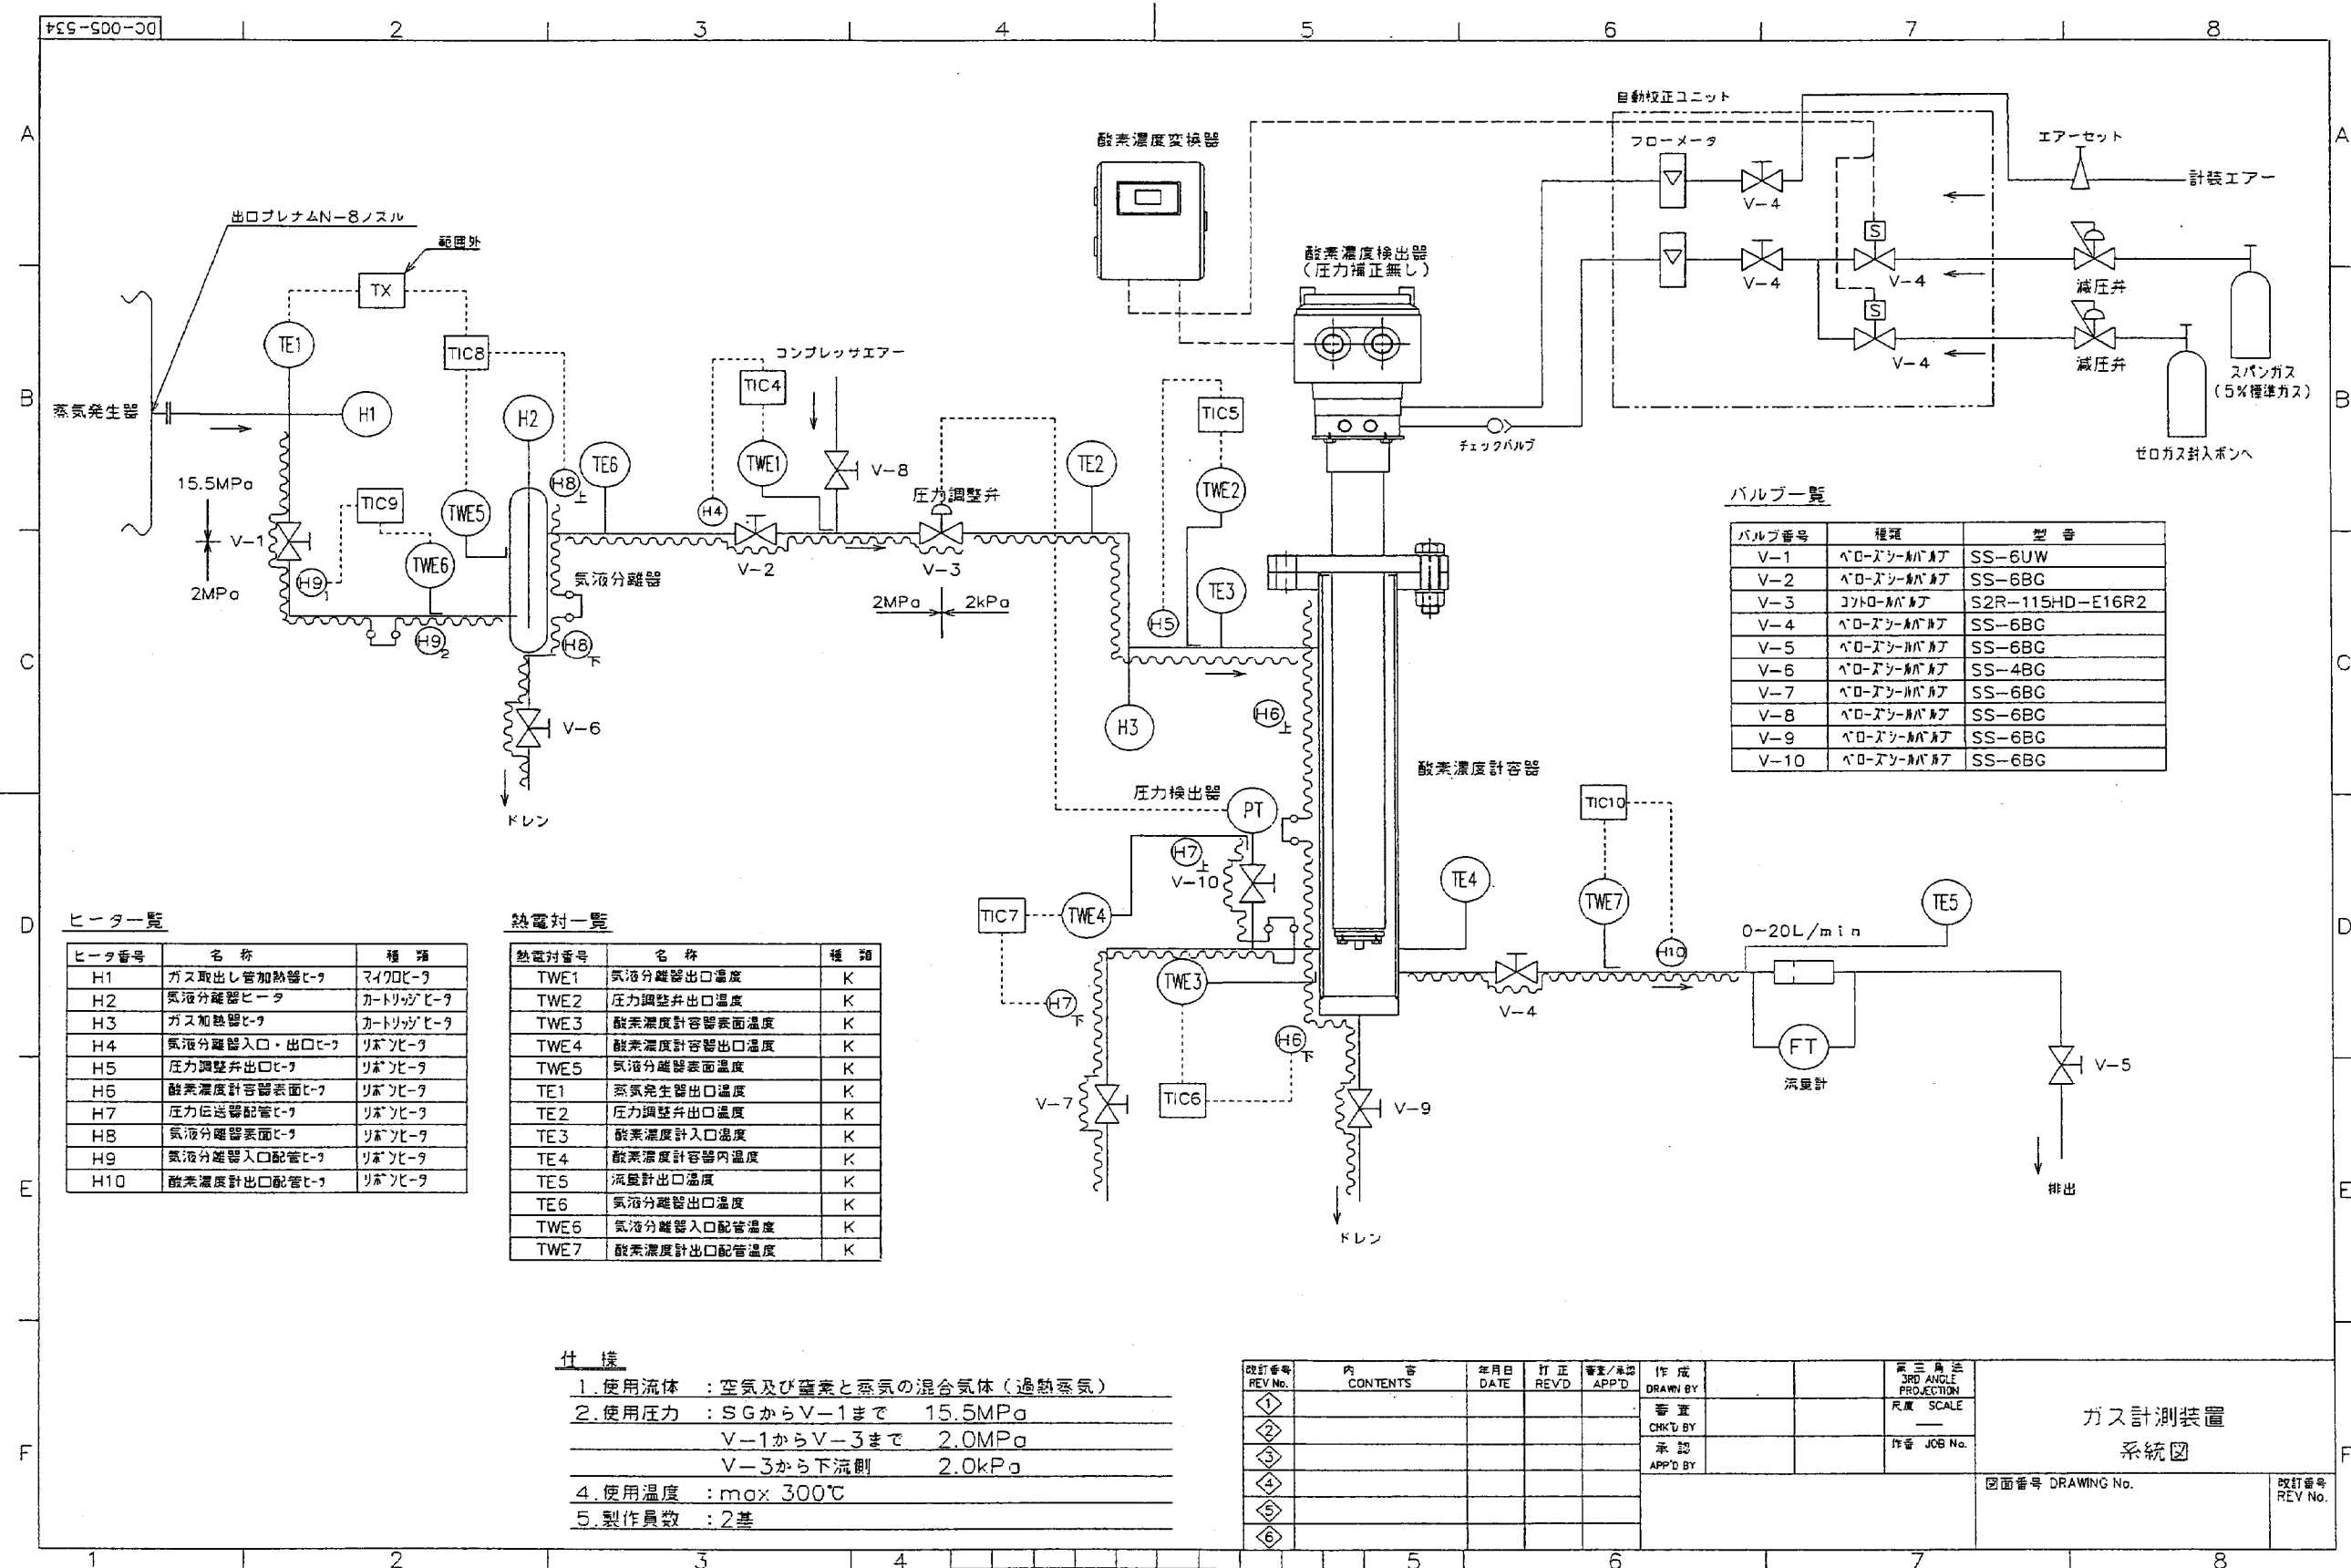 DC-005-534
2
3
4
5
6
7
8
A
B
C
D
E
F
A
B
C
D
E
F
出口プレナムN-8ノズル
範囲外
TX
TE1
TIC8
蒸気発生器
H1
H2
15.5MPa
2MPa
V-1
TIC9
H9 1
TWE6
TWE5
H9 2
H8 上
TE6
気液分離器
H8 下
V-6
ドレン
TIC4
コンプレッサエアー
TWE1
H4
V-8
V-2
圧力調整弁
V-3
2MPa
2kPa
TE2
TIC5
TWE2
H5
TE3
H3
H6 上
酸素濃度変換器
酸素濃度検出器
(圧力補正無し)
チェックバルブ
自動校正ユニット
フローメータ
V-4
V-4
S
V-4
S
V-4
エアーセット
計装エアー
減圧弁
減圧弁
スパンガス
(5%標準ガス)
ゼロガス封入ボンベ
酸素濃度計容器
圧力検出器
PT
H7 上
V-10
TIC7
TWE4
H7 下
TWE3
TIC6
H6 下
V-7
V-9
ドレン
TE4
TIC10
TWE7
H10
V-4
0~20L/min
TE5
FT
流量計
V-5
排出
バルブ一覧
バルブ番号 種類 型番
V-1 ベローズシールバルブ SS-6UW
V-2 ベローズシールバルブ SS-6BG
V-3 コントロールバルブ S2R-115HD-E16R2
V-4 ベローズシールバルブ SS-6BG
V-5 ベローズシールバルブ SS-6BG
V-6 ベローズシールバルブ SS-4BG
V-7 ベローズシールバルブ SS-6BG
V-8 ベローズシールバルブ SS-6BG
V-9 ベローズシールバルブ SS-6BG
V-10 ベローズシールバルブ SS-6BG
ヒーター覧
ヒータ番号 名称 種類
H1 ガス取出し管加熱器ヒータ マイクロヒータ
H2 気液分離器ヒータ カートリッジヒータ
H3 ガス加熱器ヒータ カートリッジヒータ
H4 気液分離器入口・出口ヒータ リボンヒータ
H5 圧力調整弁出口ヒータ リボンヒータ
H6 酸素濃度計容器表面ヒータ リボンヒータ
H7 圧力伝送器配管ヒータ リボンヒータ
H8 気液分離器表面ヒータ リボンヒータ
H9 気液分離器入口配管ヒータ リボンヒータ
H10 酸素濃度計出口配管ヒータ リボンヒータ
熱電対一覧
熱電対番号 名称 種類
TWE1 気液分離器出口温度 K
TWE2 圧力調整弁出口温度 K
TWE3 酸素濃度計容器表面温度 K
TWE4 酸素濃度計容器出口温度 K
TWE5 気液分離器表面温度 K
TE1 蒸気発生器出口温度 K
TE2 圧力調整弁出口温度 K
TE3 酸素濃度計入口温度 K
TE4 酸素濃度計容器内温度 K
TE5 流量計出口温度 K
TE6 気液分離器出口温度 K
TWE6 気液分離器入口配管温度 K
TWE7 酸素濃度計出口配管温度 K
仕様
1.使用流体 :空気及び窒素と蒸気の混合気体(過熱蒸気)
2.使用圧力 :SGからV-1まで 15.5MPa
V-1からV-3まで 2.0MPa
V-3から下流側 2.0kPa
4.使用温度 :max 300℃
5.製作員数 :2基
改訂番号 REV No.
内容 CONTENTS
年月日 DATE
訂正 REV'D
審査/承認 APP'D
1
2
3
4
5
6
作成 DRAWN BY
審査 CHK'D BY
承認 APP'D BY
第三角法 3RD ANGLE PROJECTION
尺度 SCALE
作番 JOB No.
ガス計測装置
系統図
図面番号 DRAWING No.
改訂番号 REV No.
1
2
3
4
5
6
7
8